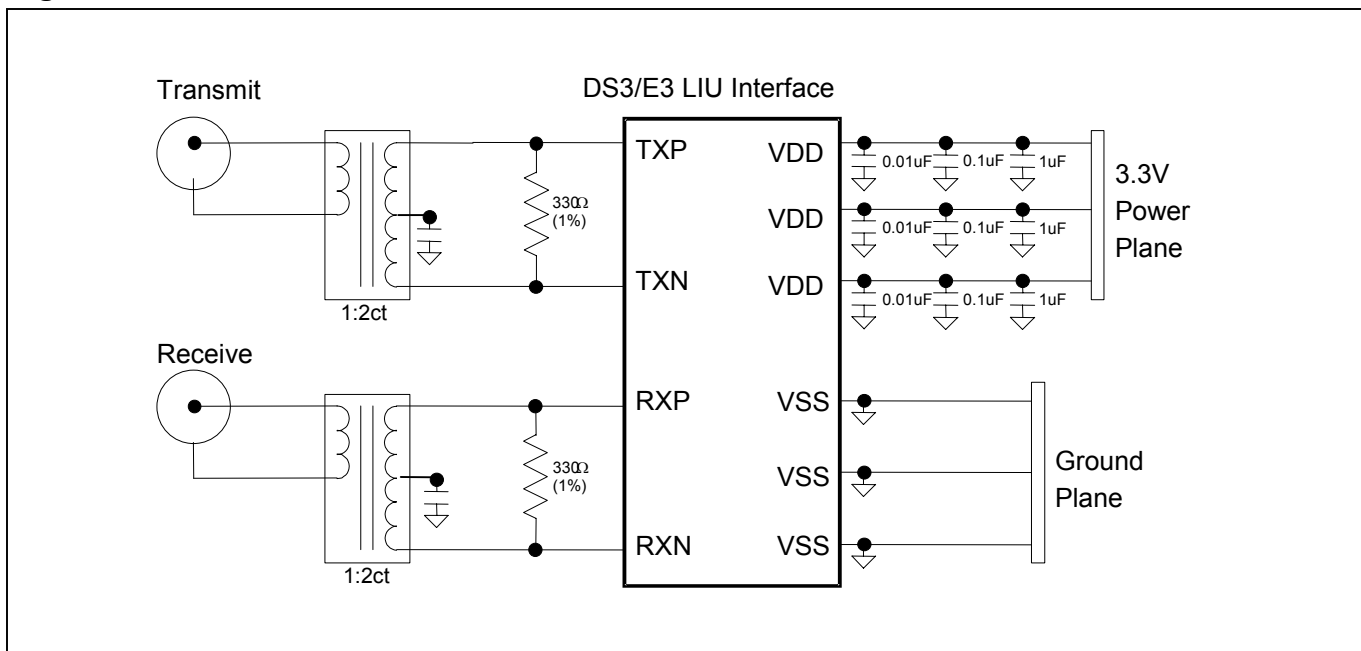 Transmit
DS3/E3 LIU Interface
TXP
VDD
0.01uF
0.1uF
1uF
3.3V
Power
Plane
330Ω
(1%)
VDD
0.01uF
0.1uF
1uF
TXN
VDD
0.01uF
0.1uF
1uF
1:2ct
Receive
RXP
VSS
330Ω
(1%)
VSS
Ground
Plane
RXN
VSS
1:2ct